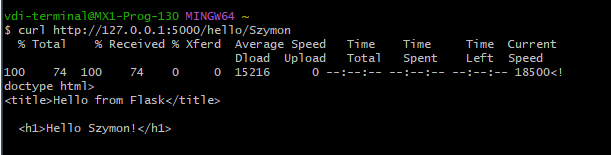 vdi-terminal@MX1-Prog-130 MINGW64 ~
$ curl http://127.0.0.1:5000/hello/Szymon
  % Total    % Received % Xferd  Average Speed   Time    Time     Time  Current
                                 Dload  Upload   Total   Spent    Left  Speed
100    74  100    74    0     0  15216      0 --:--:-- --:--:-- --:--:-- 18500<!
doctype html>
<title>Hello from Flask</title>
  <h1>Hello Szymon!</h1>